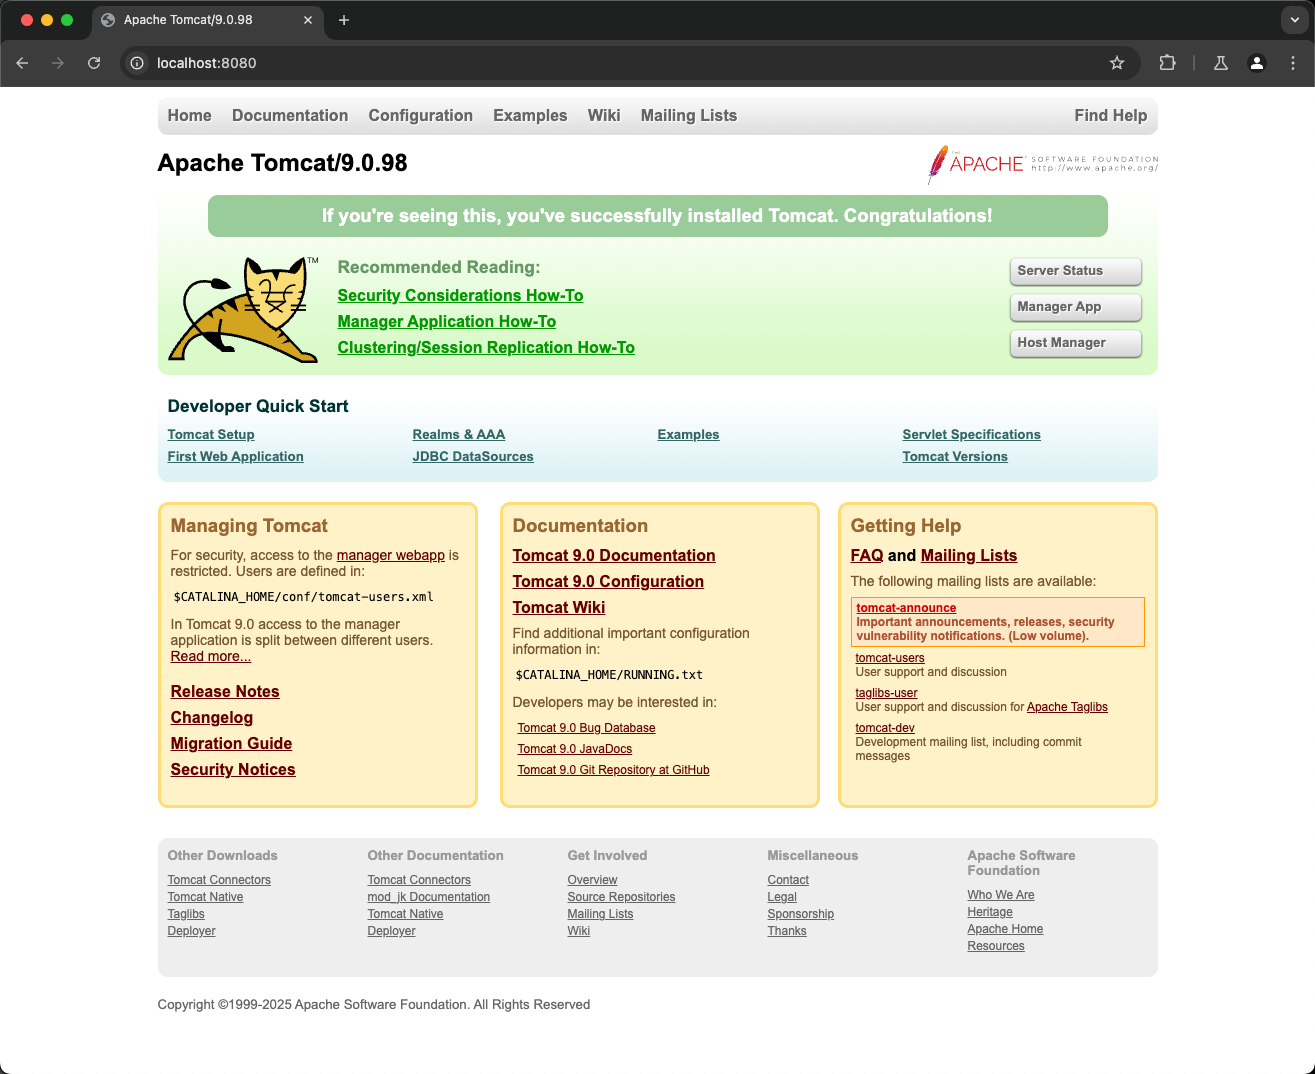 Apache Tomcat/9.0.98
localhost:8080
Home Documentation Configuration Examples Wiki Mailing Lists Find Help
Apache Tomcat/9.0.98
THE
APACHE® SOFTWARE FOUNDATION
http://www.apache.org/
If you're seeing this, you've successfully installed Tomcat. Congratulations!
TM
Recommended Reading:
Security Considerations How-To
Manager Application How-To
Clustering/Session Replication How-To
Server Status
Manager App
Host Manager
Developer Quick Start
Tomcat Setup
First Web Application
Realms & AAA
JDBC DataSources
Examples
Servlet Specifications
Tomcat Versions
Managing Tomcat
For security, access to the manager webapp is
restricted. Users are defined in:
$CATALINA_HOME/conf/tomcat-users.xml
In Tomcat 9.0 access to the manager
application is split between different users.
Read more...
Release Notes
Changelog
Migration Guide
Security Notices
Documentation
Tomcat 9.0 Documentation
Tomcat 9.0 Configuration
Tomcat Wiki
Find additional important configuration
information in:
$CATALINA_HOME/RUNNING.txt
Developers may be interested in:
Tomcat 9.0 Bug Database
Tomcat 9.0 JavaDocs
Tomcat 9.0 Git Repository at GitHub
Getting Help
FAQ and Mailing Lists
The following mailing lists are available:
tomcat-announce
Important announcements, releases, security
vulnerability notifications. (Low volume).
tomcat-users
User support and discussion
taglibs-user
User support and discussion for Apache Taglibs
tomcat-dev
Development mailing list, including commit
messages
Other Downloads
Tomcat Connectors
Tomcat Native
Taglibs
Deployer
Other Documentation
Tomcat Connectors
mod_jk Documentation
Tomcat Native
Deployer
Get Involved
Overview
Source Repositories
Mailing Lists
Wiki
Miscellaneous
Contact
Legal
Sponsorship
Thanks
Apache Software
Foundation
Who We Are
Heritage
Apache Home
Resources
Copyright ©1999-2025 Apache Software Foundation. All Rights Reserved